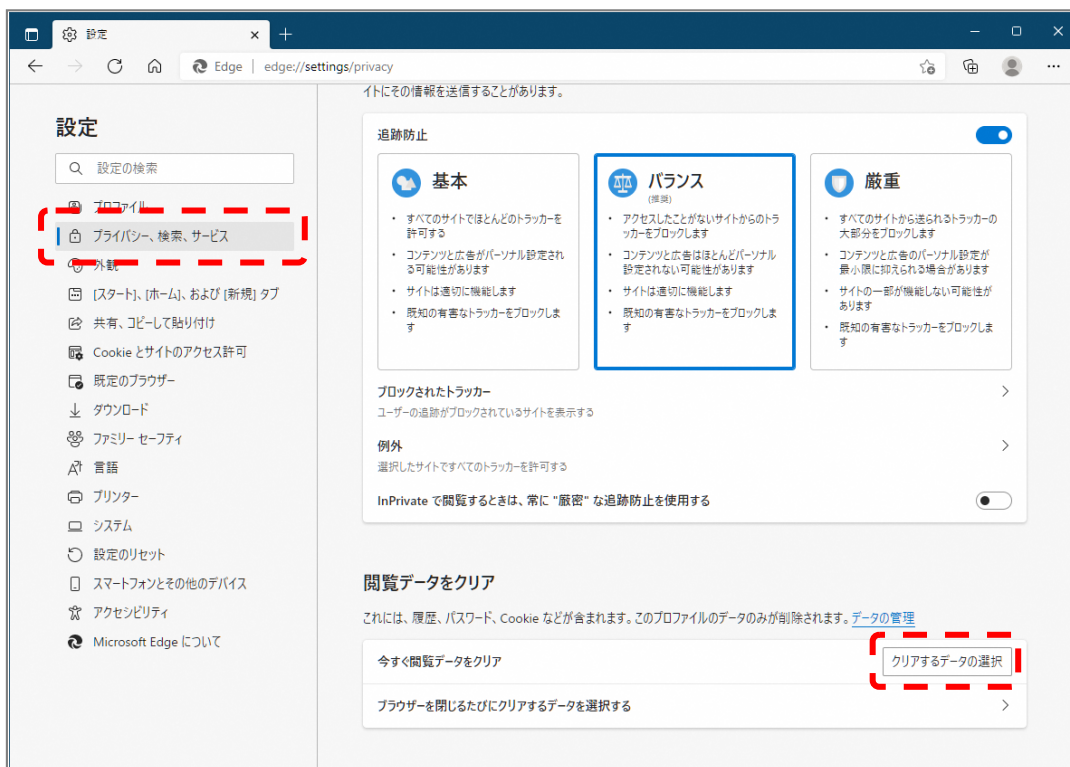 設定
Edge | edge://settings/privacy
設定
設定の検索
プロファイル
プライバシー、検索、サービス
外観
[スタート]、[ホーム]、および [新規] タブ
共有、コピーして貼り付け
Cookie とサイトのアクセス許可
既定のブラウザー
ダウンロード
ファミリー セーフティ
言語
プリンター
システム
設定のリセット
スマートフォンとその他のデバイス
アクセシビリティ
Microsoft Edge について
イトにその情報を送信することがあります。
追跡防止
基本
・ すべてのサイトでほとんどのトラッカーを
許可する
・ コンテンツと広告がパーソナル設定され
る可能性があります
・ サイトは適切に機能します
・ 既知の有害なトラッカーをブロックしま
す
バランス
(推奨)
・ アクセスしたことがないサイトからのトラ
ッカーをブロックします
・ コンテンツと広告はほとんどパーソナル
設定されない可能性があります
・ サイトは適切に機能します
・ 既知の有害なトラッカーをブロックしま
す
厳重
・ すべてのサイトから送られるトラッカーの
大部分をブロックします
・ コンテンツと広告のパーソナル設定が
最小限に抑えられる場合があります
・ サイトの一部が機能しない可能性が
あります
・ 既知の有害なトラッカーをブロックしま
す
ブロックされたトラッカー
ユーザーの追跡がブロックされているサイトを表示する
例外
選択したサイトですべてのトラッカーを許可する
InPrivate で閲覧するときは、常に "厳密" な追跡防止を使用する
閲覧データをクリア
これには、履歴、パスワード、Cookie などが含まれます。このプロファイルのデータのみが削除されます。データの管理
今すぐ閲覧データをクリア
クリアするデータの選択
ブラウザーを閉じるたびにクリアするデータを選択する